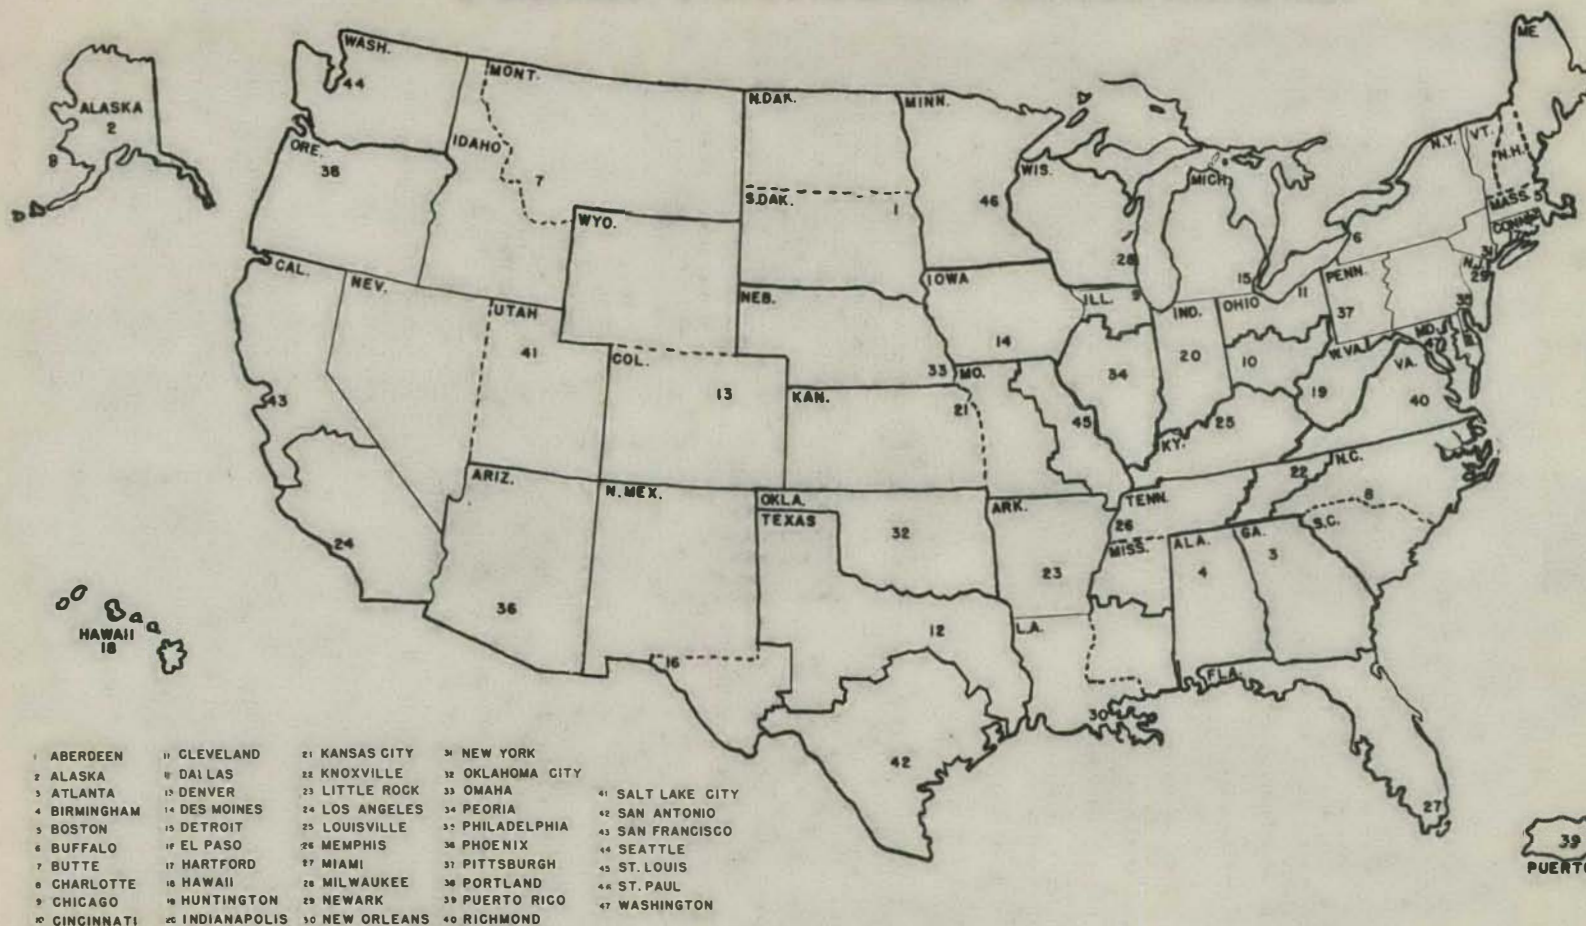 WASH.
44
MONT.
ALASKA
2
9
ORE.
38
IDAHO
7
N.DAK.
MINN.
S.DAK.
1
46
WIS.
MICH.
ME.
N.Y.
VT.
N.H.
MASS. 5
CONN.
17
6
31
N.J.
29
CAL.
NEV.
UTAH
41
WYO.
NEB.
IOWA
14
28
ILL.
9
15
IND.
OHIO
11
PENN.
37
35
MD.
47
W.VA.
VA.
COL.
13
33
MO.
34
20
10
19
40
KAN.
21
45
KY.
25
43
24
ARIZ.
36
N.MEX.
OKLA.
TEXAS
32
ARK.
23
TENN.
26
22
N.C.
8
MISS.
ALA.
4
GA.
3
S.C.
HAWAII
18
16
12
L.A.
FLA.
30
42
27
39
PUERTO
1 ABERDEEN
2 ALASKA
3 ATLANTA
4 BIRMINGHAM
5 BOSTON
6 BUFFALO
7 BUTTE
8 CHARLOTTE
9 CHICAGO
10 CINCINNATI
11 CLEVELAND
DALLAS
13 DENVER
14 DES MOINES
15 DETROIT
EL PASO
17 HARTFORD
18 HAWAII
19 HUNTINGTON
20 INDIANAPOLIS
21 KANSAS CITY
22 KNOXVILLE
23 LITTLE ROCK
24 LOS ANGELES
25 LOUISVILLE
26 MEMPHIS
27 MIAMI
28 MILWAUKEE
29 NEWARK
30 NEW ORLEANS
31 NEW YORK
32 OKLAHOMA CITY
33 OMAHA
34 PEORIA
35 PHILADELPHIA
36 PHOENIX
37 PITTSBURGH
38 PORTLAND
39 PUERTO RICO
40 RICHMOND
41 SALT LAKE CITY
42 SAN ANTONIO
43 SAN FRANCISCO
44 SEATTLE
45 ST. LOUIS
46 ST. PAUL
47 WASHINGTON